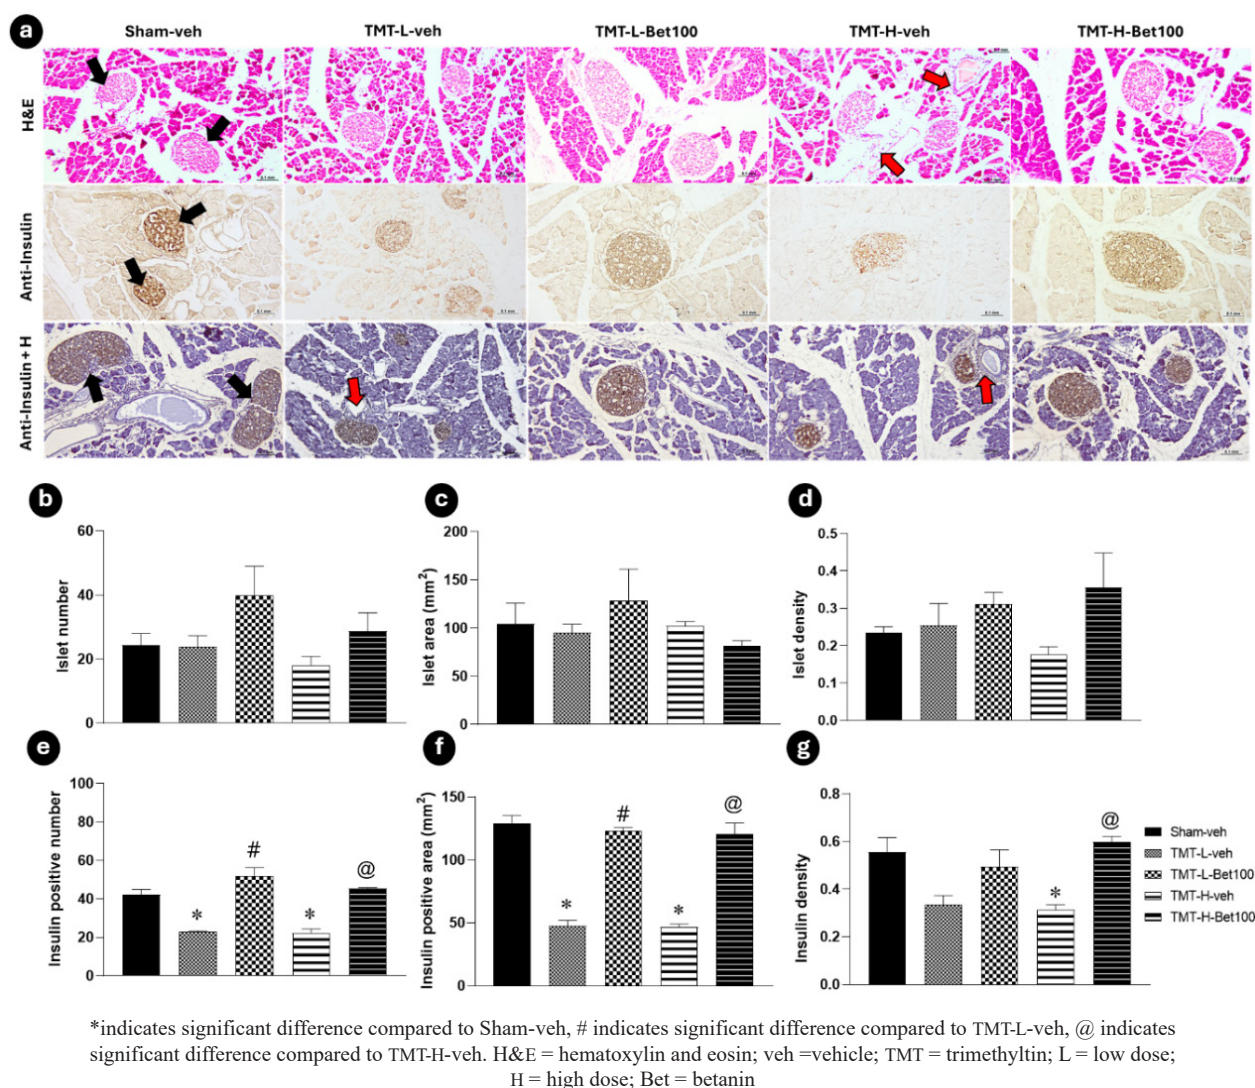 a
Sham-veh TMT-L-veh TMT-L-Bet100 TMT-H-veh TMT-H-Bet100
H&E
Anti-Insulin
Anti-Insulin + H
0.1 mm
b
Islet number
60
40
20
0
c
Islet area (mm²)
200
150
100
50
0
d
Islet density
0.5
0.4
0.3
0.2
0.1
0.0
e
Insulin positive number
100
80
60
40
20
0
*
#
*
@
f
Insulin positive area (mm²)
150
100
50
0
*
#
*
@
g
Insulin density
0.8
0.6
0.4
0.2
0.0
*
@
Sham-veh
TMT-L-veh
TMT-L-Bet100
TMT-H-veh
TMT-H-Bet100
*indicates significant difference compared to Sham-veh, # indicates significant difference compared to TMT-L-veh, @ indicates
significant difference compared to TMT-H-veh. H&E = hematoxylin and eosin; veh =vehicle; TMT = trimethyltin; L = low dose;
H = high dose; Bet = betanin